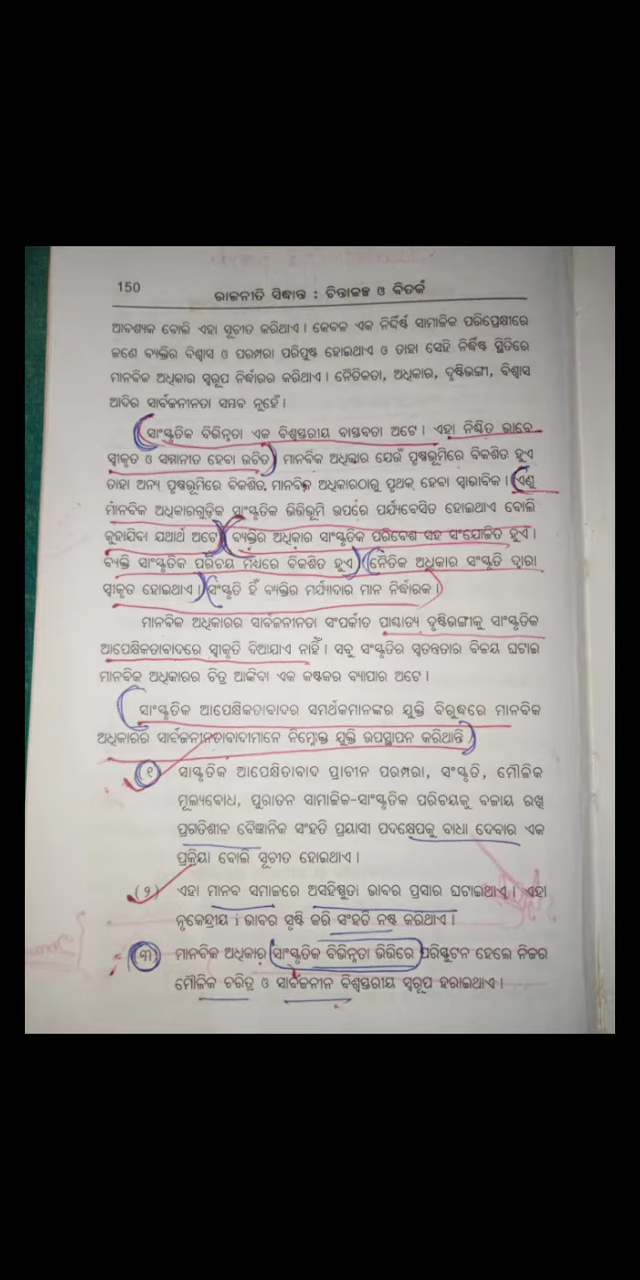 150
ରାଜନୀତି ସିଦ୍ଧାନ୍ତ : ଚିନ୍ତାକଳ୍ପ ଓ ବିତର୍କ
ଆବଶ୍ୟକ ବୋଲି ଏହା ସୂଚୀତ କରିଥାଏ । କେବଳ ଏକ ନିର୍ଦ୍ଦିଷ୍ଟ ସାମାଜିକ ପରିପ୍ରେକ୍ଷୀରେ
ଜଣେ ବ୍ୟକ୍ତିର ବିଶ୍ୱାସ ଓ ପରମ୍ପରା ପରିପୁଷ୍ଟ ହୋଇଥାଏ ଓ ତାହା ସେହି ନିର୍ଦ୍ଧିଷ୍ଟ ସ୍ଥିତିରେ
ମାନବିକ ଅଧିକାର ସ୍ୱରୂପ ନିର୍ଦ୍ଧାରର କରିଥାଏ । ନୈତିକତା, ଅଧିକାର, ଦୃଷ୍ଟିଭଙ୍ଗୀ, ବିଶ୍ୱାସ
ଆଦିର ସାର୍ବଜନୀନତା ସମ୍ଭବ ନୁହେଁ ।
ସାଂସ୍କୃତିକ ବିଭିନ୍ନତା ଏକ ବିଶ୍ୱସ୍ତରୀୟ ବାସ୍ତବତା ଅଟେ । ଏହା ନିଶ୍ଚିତ ଭାବେ
ସ୍ୱୀକୃତ ଓ ସମ୍ମାନୀତ ହେବା ଉଚିତ ମାନବିକ ଅଧିକାର ଯେଉଁ ପୃଷ୍ଠଭୂମିରେ ବିକଶିତ ହୁଏ
ତାହା ଅନ୍ୟ ପୃଷ୍ଠଭୂମିରେ ବିକଶିତ ମାନବିକ ଅଧିକାରଠାରୁ ପୃଥକ୍ ହେବା ସ୍ୱାଭାବିକ । ଏଣୁ
ମାନବିକ ଅଧିକାରଗୁଡ଼ିକ ସାଂସ୍କୃତିକ ଭିତିଭୂମି ଉପରେ ପର୍ଯ୍ୟବେସିତ ହୋଇଥାଏ ବୋଲି
କୁହାଯିବା ଯଥାର୍ଥ ଅଟେ ବ୍ୟକ୍ତିର ଅଧିକାର ସାଂସ୍କୃତିକ ପରିବେଶ ସହ ସଂଯୋଜିତ ହୁଏ ।
ବ୍ୟକ୍ତି ସାଂସ୍କୃତିକ ପରିଚୟ ମଧ୍ୟରେ ବିକଶିତ ହୁଏ ନୈତିକ ଅଧିକାର ସଂସ୍କୃତି ଦ୍ୱାରା
ସ୍ୱୀକୃତ ହୋଇଥାଏ । ସଂସ୍କୃତି ହିଁ ବ୍ୟକ୍ତିର ମର୍ଯ୍ୟାଦାର ମାନ ନିର୍ଦ୍ଧାରକ ।
ମାନବିକ ଅଧିକାରର ସାର୍ବଜନୀନତା ସଂପର୍କୀତ ପାଶ୍ଚାତ୍ୟ ଦୃଷ୍ଟିଭଙ୍ଗୀକୁ ସାଂସ୍କୃତିକ
ଆପେକ୍ଷିକତାବାଦରେ ସ୍ୱୀକୃତି ଦିଆଯାଏ ନାହିଁ । ସବୁ ସଂସ୍କୃତିର ସ୍ୱତନ୍ତ୍ରତାର ବିଲୟ ଘଟାଇ
ମାନବିକ ଅଧିକାରର ଚିତ୍ର ଆଙ୍କିବା ଏକ କଷ୍ଟକର ବ୍ୟାପାର ଅଟେ ।
ସାଂସ୍କୃତିକ ଆପେକ୍ଷିକତାବାଦର ସମର୍ଥକମାନଙ୍କର ଯୁକ୍ତି ବିରୁଦ୍ଧରେ ମାନବିକ
ଅଧିକାରର ସାର୍ବଜନୀନତାବାଦୀମାନେ ନିମ୍ନୋକ୍ତ ଯୁକ୍ତି ଉପସ୍ଥାପନ କରିଥାନ୍ତି
(୧) ସାସ୍କୃତିକ ଆପେକ୍ଷିତାବାଦ ପ୍ରାଚୀନ ପରମ୍ପରା, ସଂସ୍କୃତି, ମୌଳିକ
ମୂଲ୍ୟବୋଧ, ପୁରାତନ ସାମାଜିକ-ସାଂସ୍କୃତିକ ପରିଚୟକୁ ବଜାୟ ରଖି
ପ୍ରଗତିଶୀଳ ବୈଜ୍ଞାନିକ ସଂହତି ପ୍ରୟାସୀ ପଦକ୍ଷେପକୁ ବାଧା ଦେବାର ଏକ
ପ୍ରକ୍ରିୟା ବୋଲି ସୂଚୀତ ହୋଇଥାଏ ।
(୨) ଏହା ମାନବ ସମାଜରେ ଅସହିଷ୍ଣୁତା ଭାବର ପ୍ରସାର ଘଟାଇଥାଏ । ଏହା
ନୃକେନ୍ଦ୍ରୀୟ i ଭାବର ସୃଷ୍ଟି କରି ସଂହତି ନଷ୍ଟ କରିଥାଏ ।
(୩) ମାନବିକ ଅଧିକାର ସାଂସ୍କୃତିକ ବିଭିନ୍ନତା ଭିତିରେ ପରିସ୍ଫୁଟନ ହେଲେ ନିଜର
ମୌଳିକ ଚରିତ୍ର ଓ ସାର୍ବଜନୀନ ବିଶ୍ୱସ୍ତରୀୟ ସ୍ୱରୂପ ହରାଇଥାଏ ।